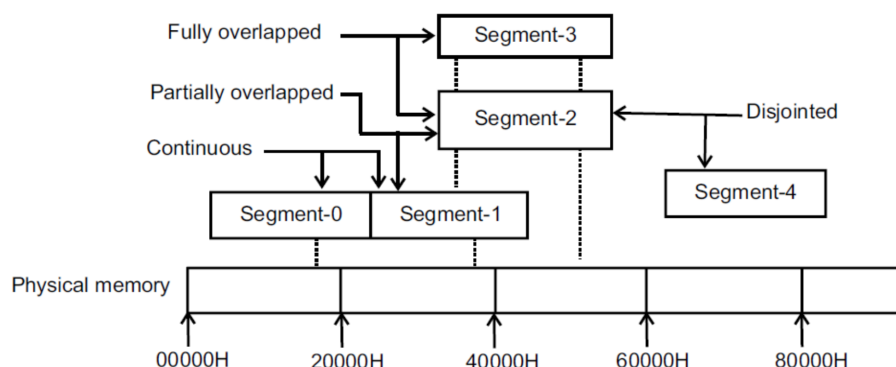 Fully overlapped
Segment-3
Partially overlapped
Segment-2
Disjointed
Continuous
Segment-4
Segment-0
Segment-1
Physical memory
00000H
20000H
40000H
60000H
80000H